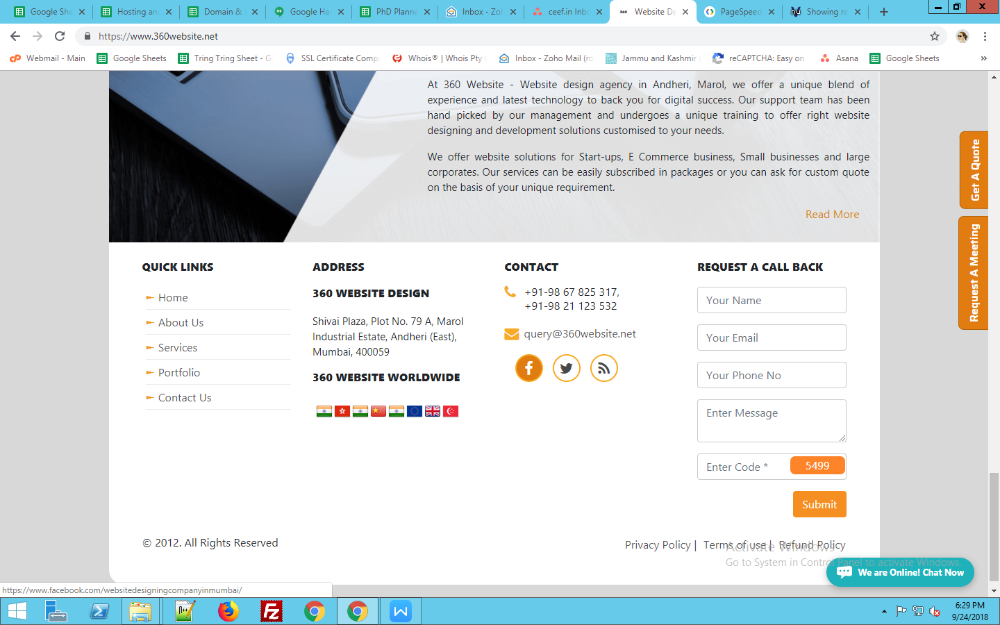 Google She
Hosting and
Domain &
Google Ha
PhD Planne
Inbox - Zoh
ceef.in Inb
360 Website De
PageSpeed
Showing re
https://www.360website.net
Webmail - Main
Google Sheets
Tring Tring Sheet - G
SSL Certificate Comp
Whois® | Whois Pty
Inbox - Zoho Mail (ro
Jammu and Kashmir
reCAPTCHA: Easy on
Asana
Google Sheets
At 360 Website - Website design agency in Andheri, Marol, we offer a unique blend of
experience and latest technology to back you for digital success. Our support team has been
hand picked by our management and undergoes a unique training to offer right website
designing and development solutions customised to your needs.
We offer website solutions for Start-ups, E Commerce business, Small businesses and large
corporates. Our services can be easily subscribed in packages or you can ask for custom quote
on the basis of your unique requirement.
Read More
Get A Quote
Request A Meeting
QUICK LINKS
Home
About Us
Services
Portfolio
Contact Us
ADDRESS
360 WEBSITE DESIGN
Shivai Plaza, Plot No. 79 A, Marol
Industrial Estate, Andheri (East),
Mumbai, 400059
360 WEBSITE WORLDWIDE
CONTACT
+91-98 67 825 317,
+91-98 21 123 532
query@360website.net
REQUEST A CALL BACK
Your Name
Your Email
Your Phone No
Enter Message
Enter Code * 5499
Submit
© 2012. All Rights Reserved
Privacy Policy | Terms of use | Refund Policy
Activate Windows
Go to System in Control Panel to activate Windows.
We are Online! Chat Now
https://www.facebook.com/websitedesigningcompanyinmumbai/
6:29 PM
9/24/2018